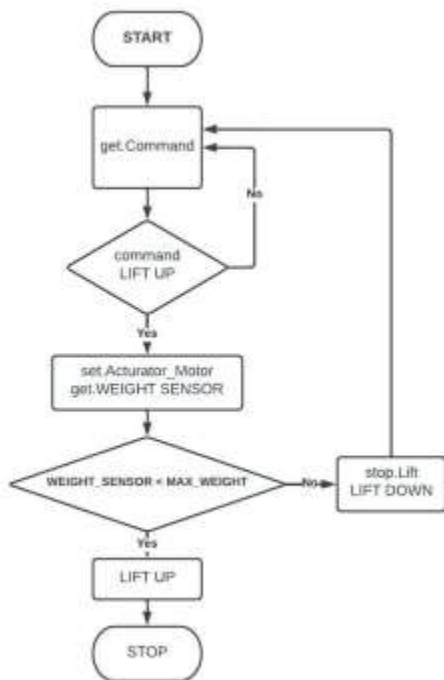 START
get.Command
No
command
LIFT UP
Yes
set.Acturator_Motor
get.WEIGHT SENSOR
WEIGHT_SENSOR < MAX_WEIGHT
No
stop.Lift
LIFT DOWN
Yes
LIFT UP
STOP